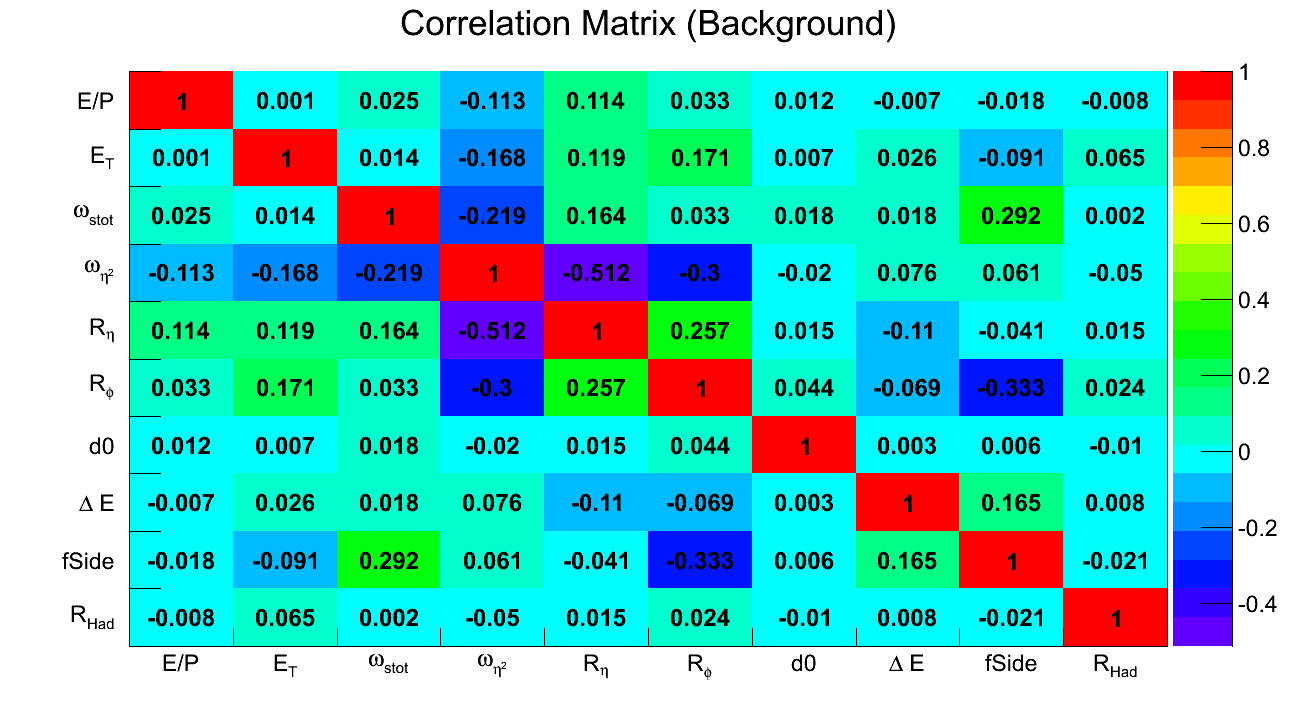 Correlation Matrix (Background)
E/P 1 0.001 0.025 -0.113 0.114 0.033 0.012 -0.007 -0.018 -0.008 1
E_T 0.001 1 0.014 -0.168 0.119 0.171 0.007 0.026 -0.091 0.065 0.8
ω_stot 0.025 0.014 1 -0.219 0.164 0.033 0.018 0.018 0.292 0.002 0.6
ω_η² -0.113 -0.168 -0.219 1 -0.512 -0.3 -0.02 0.076 0.061 -0.05 0.4
R_η 0.114 0.119 0.164 -0.512 1 0.257 0.015 -0.11 -0.041 0.015
R_ϕ 0.033 0.171 0.033 -0.3 0.257 1 0.044 -0.069 -0.333 0.024 0.2
d0 0.012 0.007 0.018 -0.02 0.015 0.044 1 0.003 0.006 -0.01 0
Δ E -0.007 0.026 0.018 0.076 -0.11 -0.069 0.003 1 0.165 0.008 -0.2
fSide -0.018 -0.091 0.292 0.061 -0.041 -0.333 0.006 0.165 1 -0.021
R_Had -0.008 0.065 0.002 -0.05 0.015 0.024 -0.01 0.008 -0.021 1 -0.4
E/P E_T ω_stot ω_η² R_η R_ϕ d0 Δ E fSide R_Had